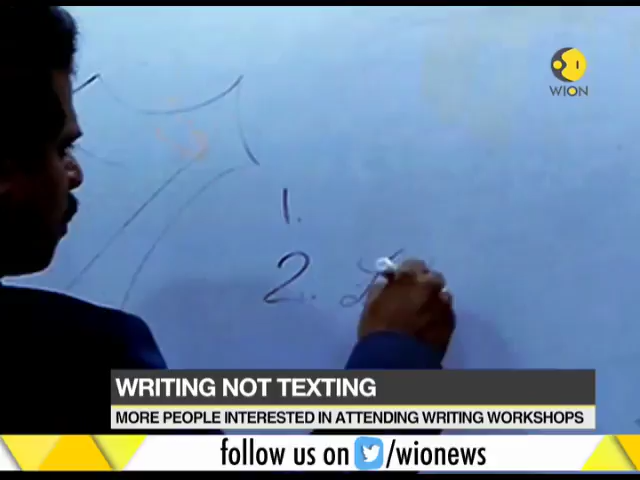 WION
1.
2.
WRITING NOT TEXTING
MORE PEOPLE INTERESTED IN ATTENDING WRITING WORKSHOPS
follow us on /wionews